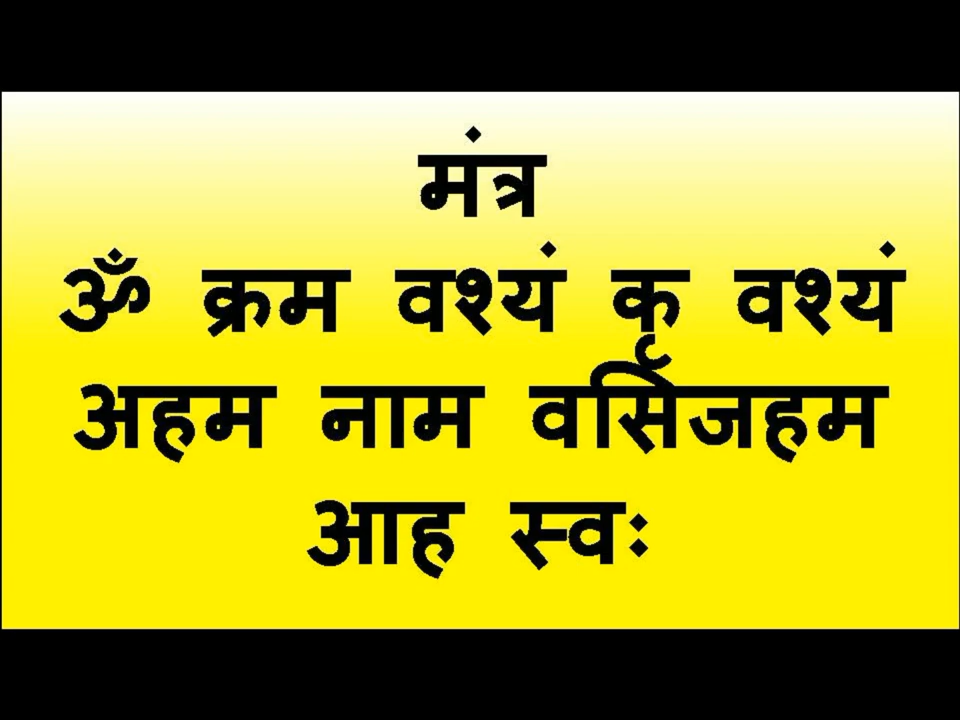 मंत्र
ॐ क्रम वश्यं कृ वश्यं
अहम नाम वर्सिजहम
आह स्वः